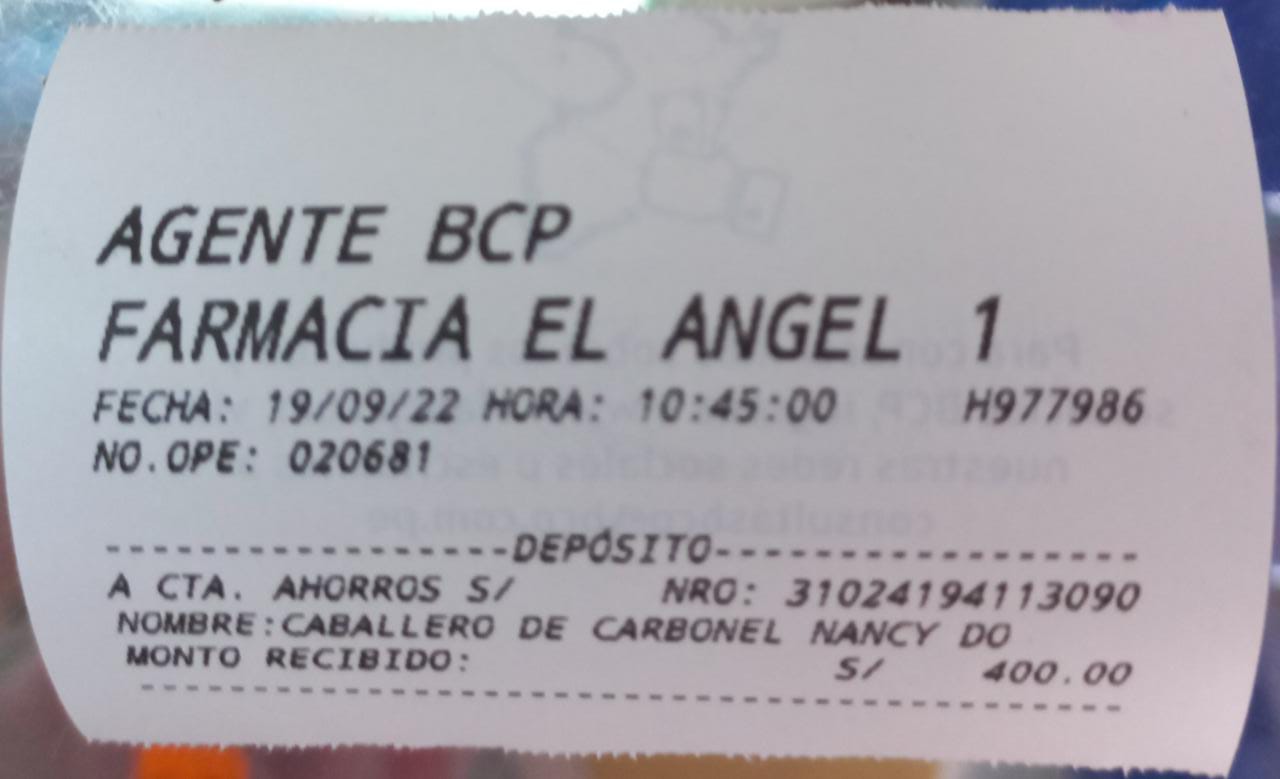 AGENTE BCP
FARMACIA EL ANGEL 1
FECHA: 19/09/22 HORA: 10:45:00 H977986
NO.OPE: 020681
-----------------DEPÓSITO------------------
A CTA. AHORROS S/ NRO: 31024194113090
NOMBRE:CABALLERO DE CARBONEL NANCY DO
MONTO RECIBIDO: S/ 400.00
-------------------------------------------